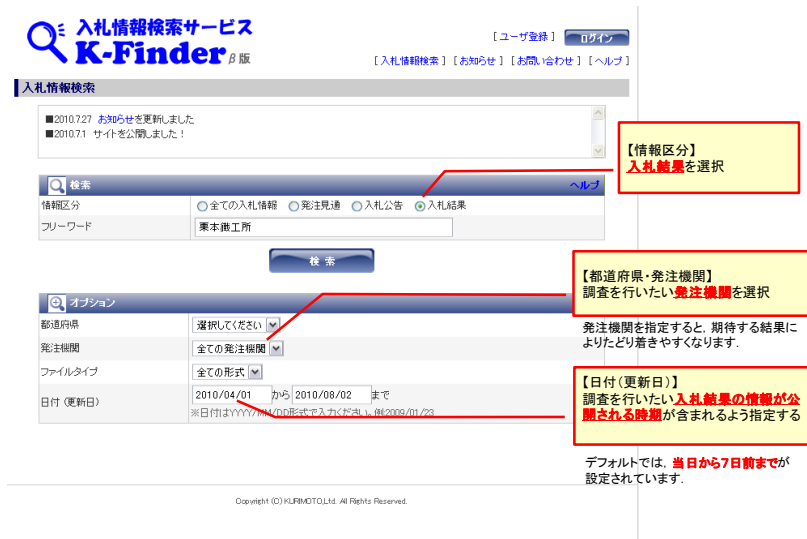 入札情報検索サービス
K-Finder β版
[ ユーザ登録 ] ログイン
[ 入札情報検索 ] [ お知らせ ] [ お問い合わせ ] [ ヘルプ ]
入札情報検索
■2010.7.27 お知らせを更新しました
■2010.7.1 サイトを公開しました！
【情報区分】
入札結果を選択
検索 ヘルプ
情報区分 全ての入札情報 発注見通 入札公告 入札結果
フリーワード 栗本鐵工所
検 索
【都道府県・発注機関】
調査を行いたい発注機関を選択
オプション
都道府県 選択してください
発注機関 全ての発注機関
発注機関を指定すると, 期待する結果に
よりたどり着きやすくなります.
ファイルタイプ 全ての形式
日付 (更新日) 2010/04/01 から 2010/08/02 まで
※日付はYYYY/MM/DD形式で入力ください。例2009/01/23
【日付(更新日)】
調査を行いたい入札結果の情報が公
開される時期が含まれるよう指定する
デフォルトでは, 当日から7日前までが
設定されています.
Copyright (C) KURIMOTO,Ltd. All Rights Reserved.